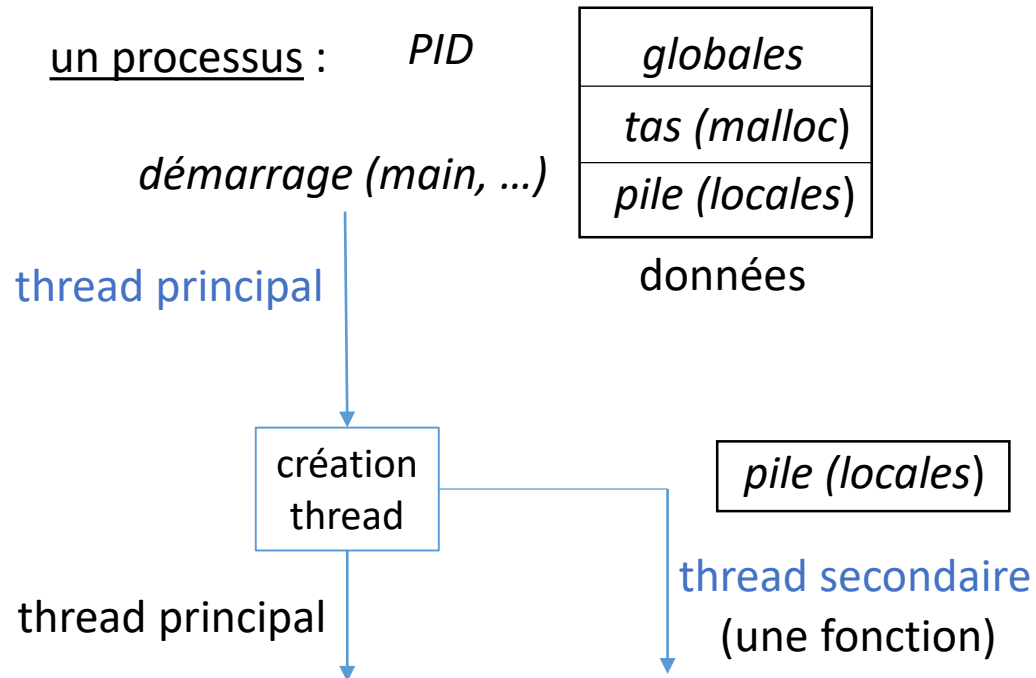 un processus : PID
globales
tas (malloc)
démarrage (main, …)
pile (locales)
données
thread principal
création
thread
pile (locales)
thread secondaire
thread principal
(une fonction)